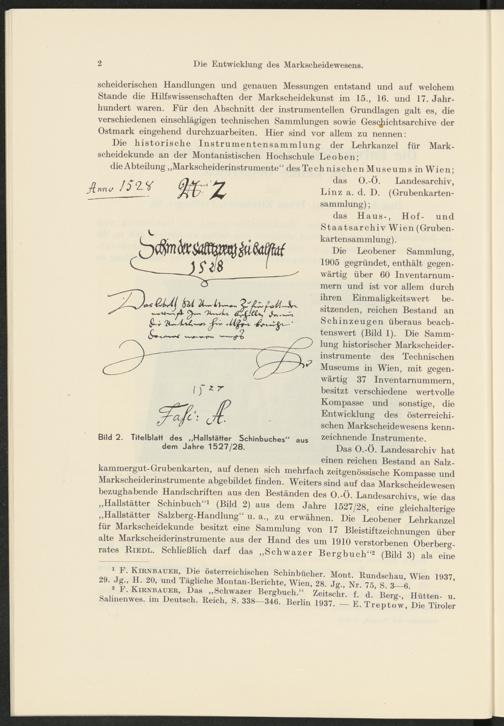 2
Die Entwicklung des Markscheidewesens.
scheiderischen Handlungen und genauen Messungen entstand und auf welchem
Stande die Hilfswissenschaften der Markscheidekunst im 15., 16. und 17. Jahr-
hundert waren. Für den Abschnitt der instrumentellen Grundlagen galt es, die
verschiedenen einschlägigen technischen Sammlungen sowie Geschichtsarchive der
Ostmark eingehend durchzuarbeiten. Hier sind vor allem zu nennen:
Die historische Instrumentensammlung der Lehrkanzel für Mark-
scheidekunde an der Montanistischen Hochschule Leoben;
die Abteilung „Markscheiderinstrumente" des Technischen Museums in Wien;
das O.-Ö. Landesarchiv,
Linz a. d. D. (Grubenkarten-
sammlung);
das Haus-, Hof- und
Staatsarchiv Wien (Gruben-
kartensammlung).
Die Leobener Sammlung,
1905 gegründet, enthält gegen-
wärtig über 60 Inventarnum-
mern und ist vor allem durch
ihren Einmaligkeitswert be-
sitzenden, reichen Bestand an
Schinzeugen überaus beach-
tenswert (Bild 1). Die Samm-
lung historischer Markscheider-
instrumente des Technischen
Museums in Wien, mit gegen-
wärtig 37 Inventarnummern,
besitzt verschiedene wertvolle
Kompasse und sonstige, die
Entwicklung des österreichi-
schen Markscheidewesens kenn-
zeichnende Instrumente.
Das O.-Ö. Landesarchiv hat
einen reichen Bestand an Salz-
Anno 1528
Z
1528
1527
Bild 2. Titelblatt des „Hallstätter Schinbuches" aus
dem Jahre 1527/28.
kammergut-Grubenkarten, auf denen sich mehrfach zeitgenössische Kompasse und
Markscheiderinstrumente abgebildet finden. Weiters sind auf das Markscheidewesen
bezughabende Handschriften aus den Beständen des O.-Ö. Landesarchivs, wie das
„Hallstätter Schinbuch"¹ (Bild 2) aus dem Jahre 1527/28, eine gleichalterige
„Hallstätter Salzberg-Handlung" u. a., zu erwähnen. Die Leobener Lehrkanzel
für Markscheidekunde besitzt eine Sammlung von 17 Bleistiftzeichnungen über
alte Markscheiderinstrumente aus der Hand des um 1910 verstorbenen Oberberg-
rates Riedl. Schließlich darf das „Schwazer Bergbuch"² (Bild 3) als eine
¹ F. Kirnbauer, Die österreichischen Schinbücher. Mont. Rundschau, Wien 1937,
29. Jg., H. 20, und Tägliche Montan-Berichte, Wien, 28. Jg., Nr. 75, S. 3—6.
² F. Kirnbauer, Das „Schwazer Bergbuch." Zeitschr. f. d. Berg-, Hütten- u.
Salinenwes. im Deutsch. Reich, S. 338—346. Berlin 1937. — E. Treptow, Die Tiroler